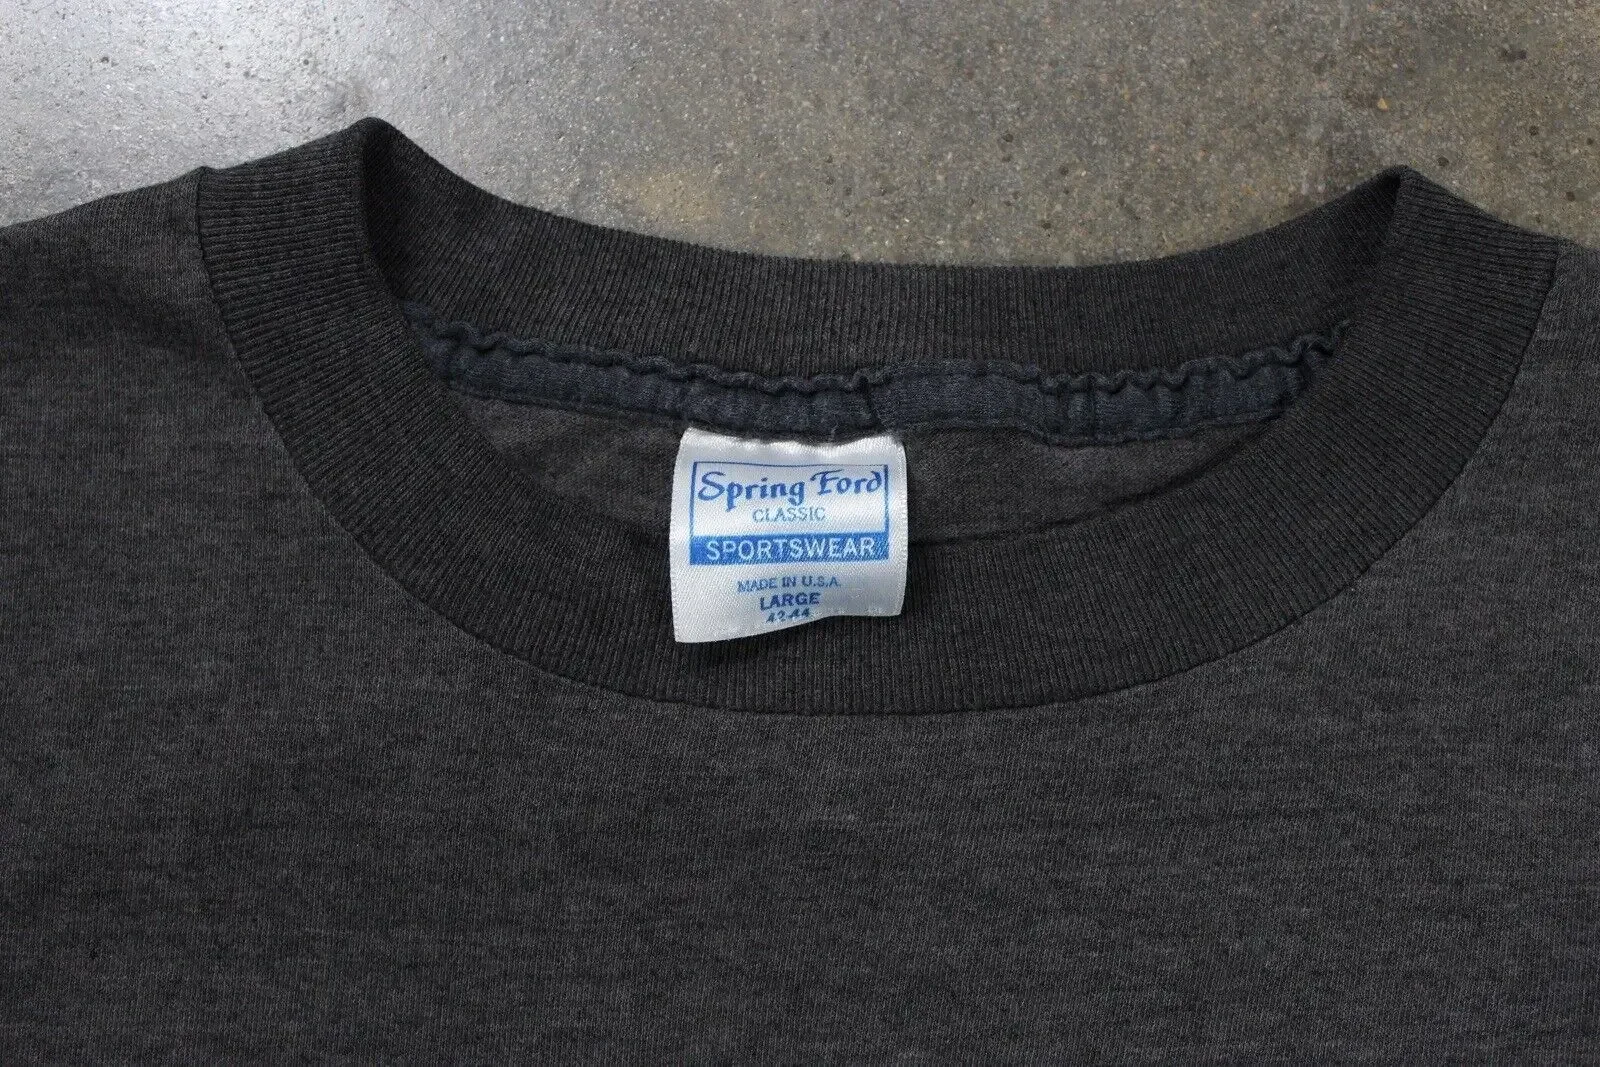 Spring Ford
CLASSIC
SPORTSWEAR
MADE IN U.S.A.
LARGE
42-44